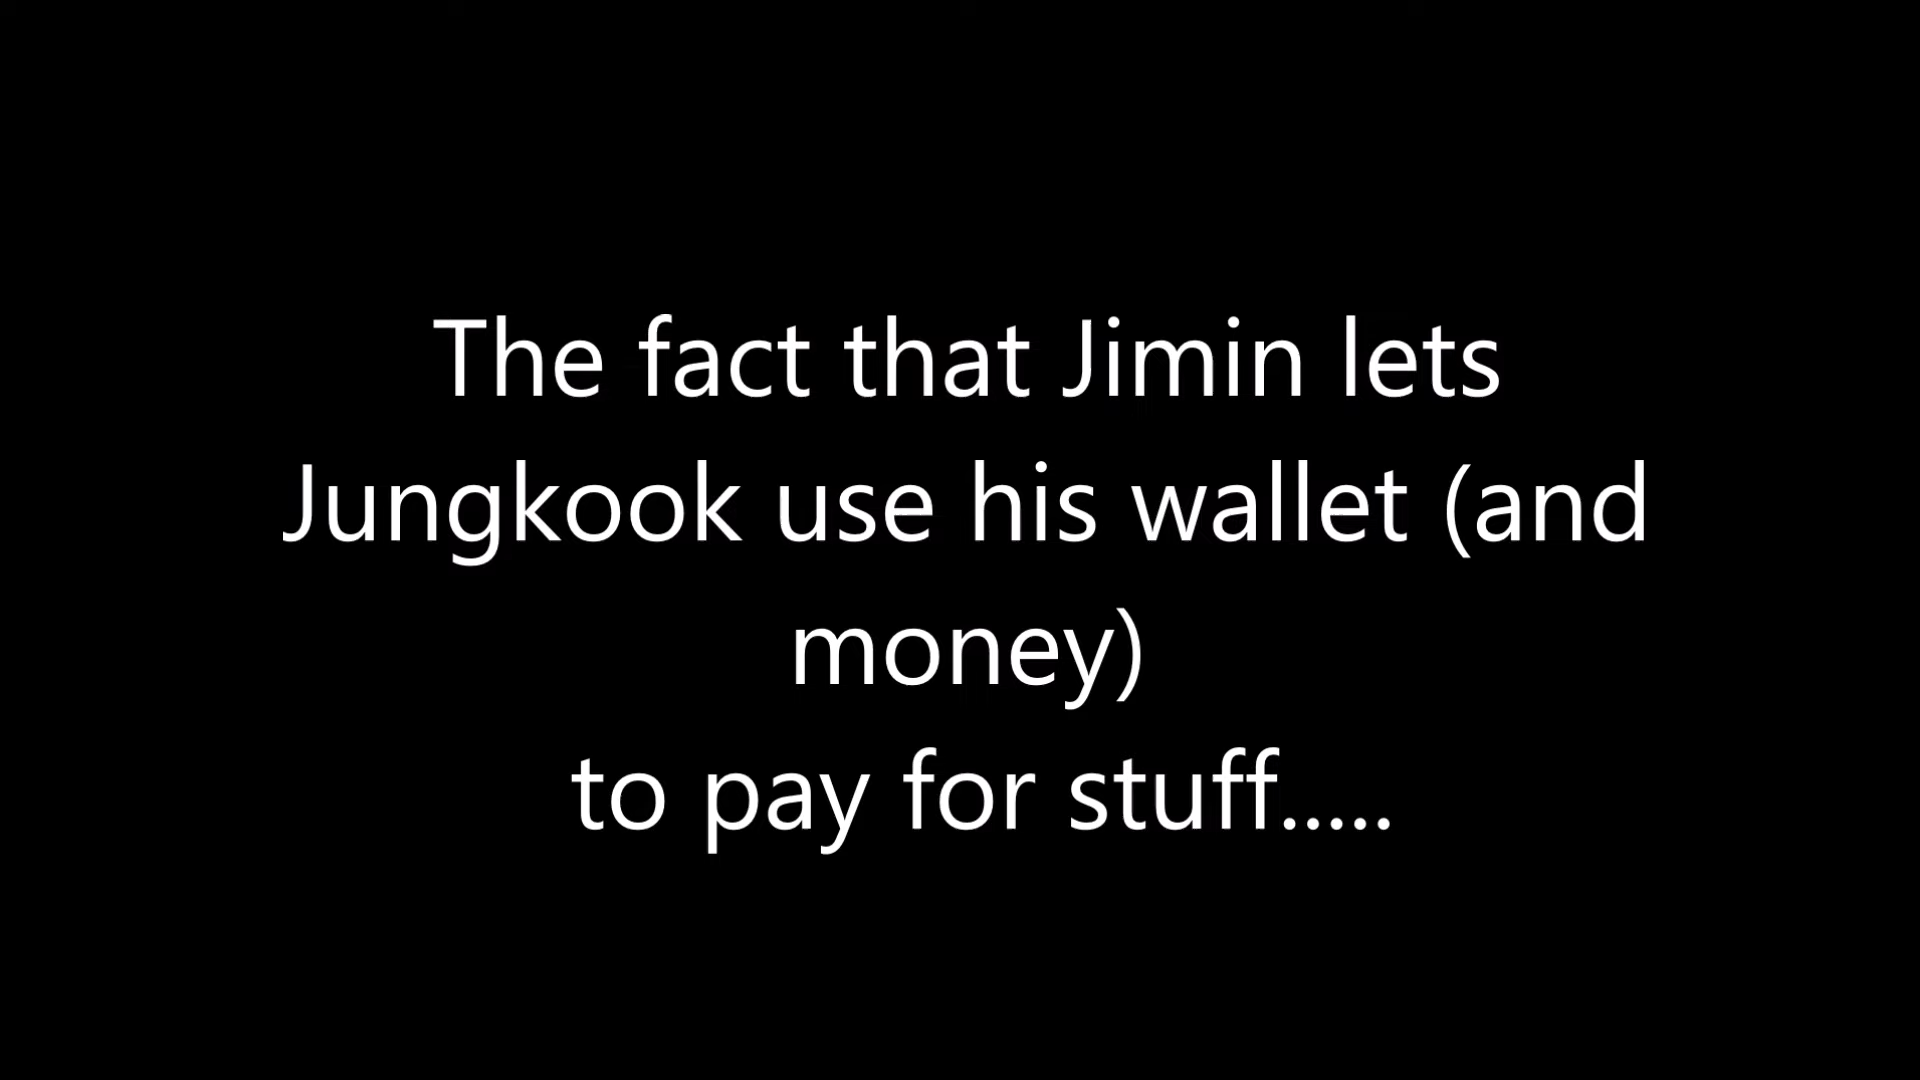 The fact that Jimin lets
Jungkook use his wallet (and
money)
to pay for stuff.....